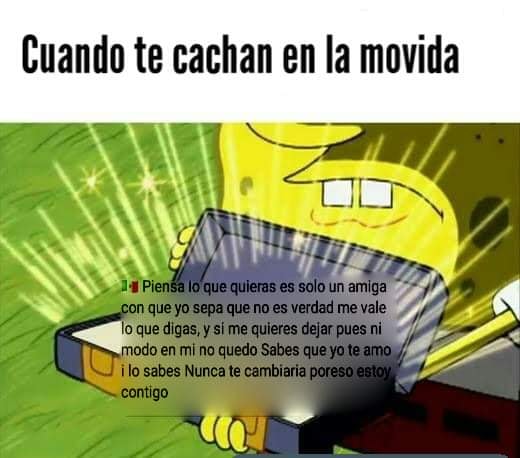 Cuando te cachan en la movida
🇲🇽 Piensa lo que quieras es solo un amiga
con que yo sepa que no es verdad me vale
lo que digas, y si me quieres dejar pues ni
modo en mi no quedo Sabes que yo te amo
i lo sabes Nunca te cambiaria poreso estoy
contigo